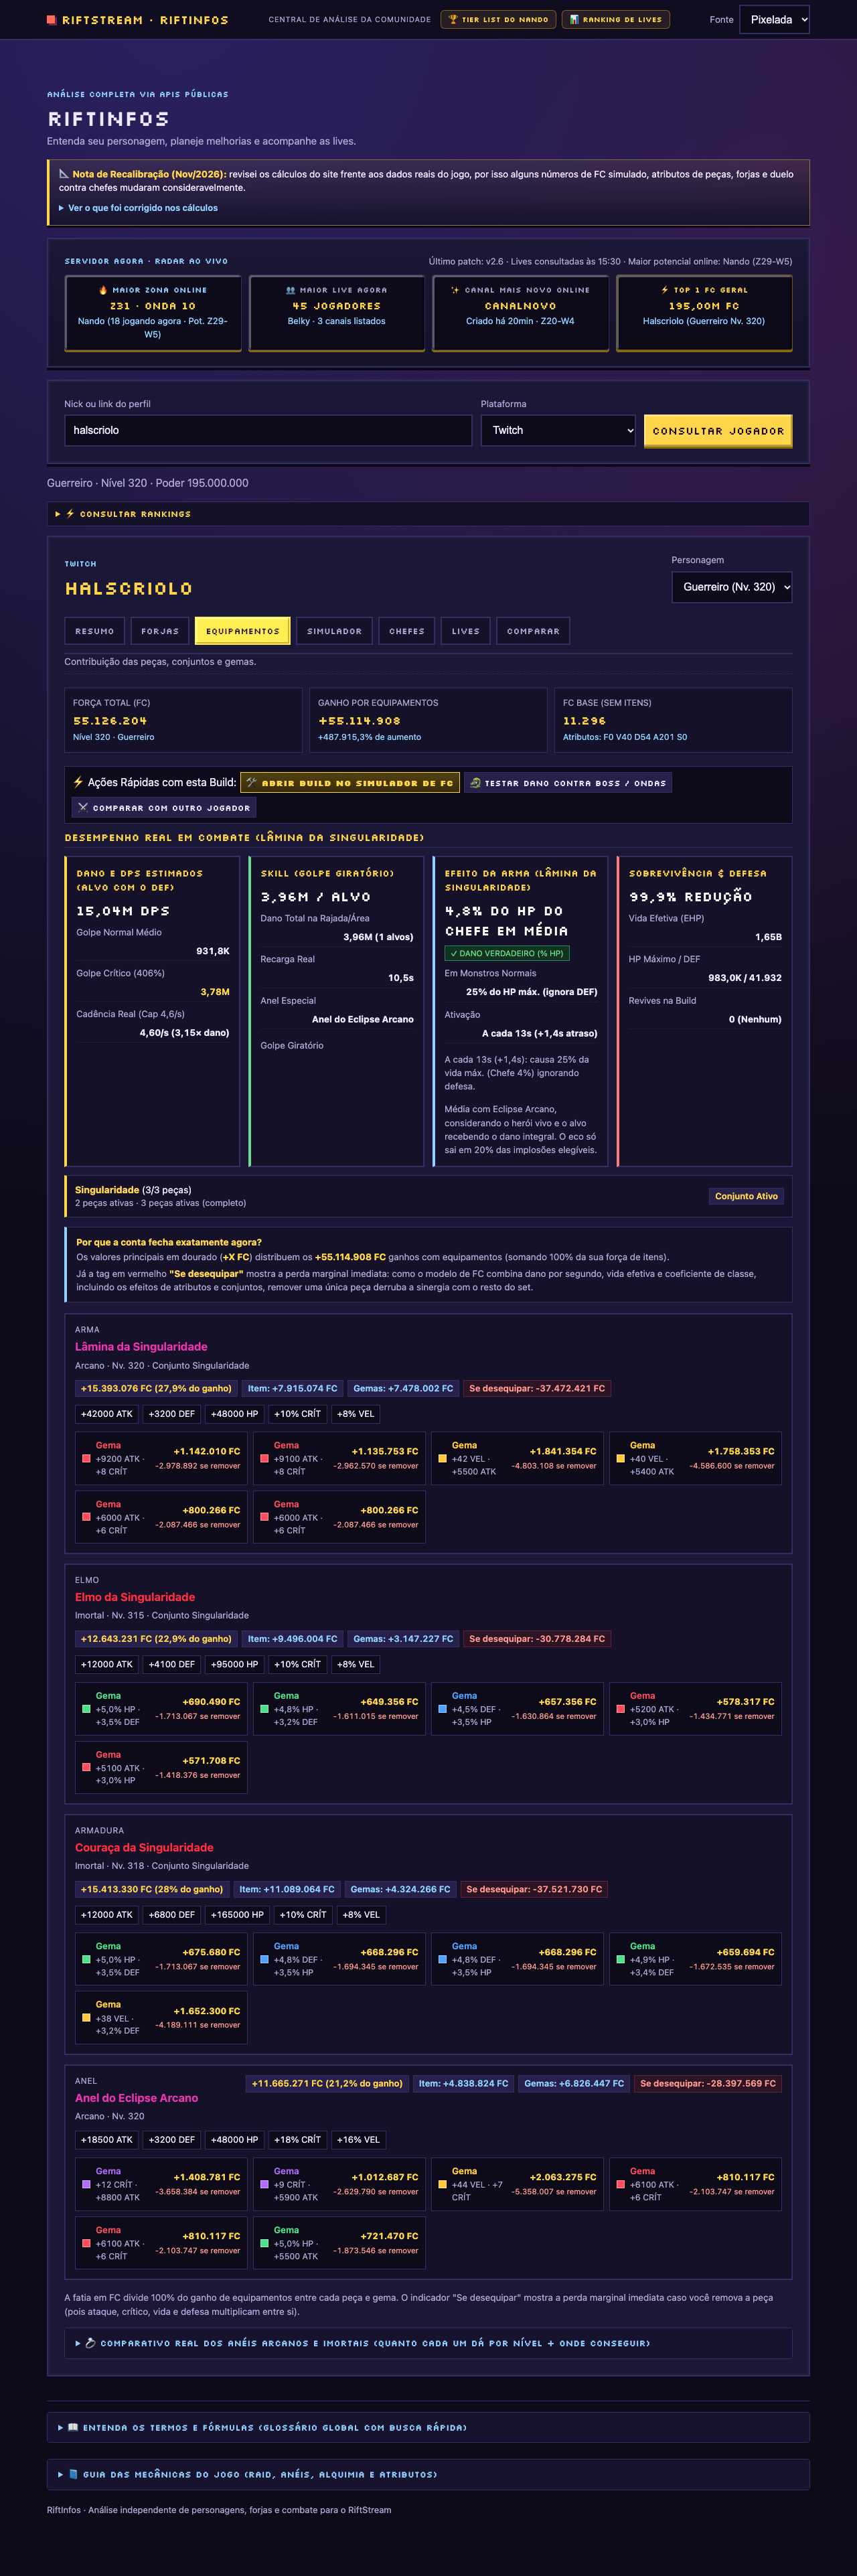 RIFTSTREAM · RIFTINFOS
CENTRAL DE ANÁLISE DA COMUNIDADE
🏆 TIER LIST DO NANDO
📊 RANKING DE LIVES
Fonte
Pixelada
ANÁLISE COMPLETA VIA APIS PÚBLICAS
RIFTINFOS
Entenda seu personagem, planeje melhorias e acompanhe as lives.
📐 Nota de Recalibração (Nov/2026): revisei os cálculos do site frente aos dados reais do jogo, por isso alguns números de FC simulado, atributos de peças, forjas e duelo
contra chefes mudaram consideravelmente.
▶ Ver o que foi corrigido nos cálculos
SERVIDOR AGORA · RADAR AO VIVO
Último patch: v2.6 · Lives consultadas às 15:30 · Maior potencial online: Nando (Z29-W5)
🔥 MAIOR ZONA ONLINE
Z31 · ONDA 10
Nando (18 jogando agora · Pot. Z29-
W5)
👥 MAIOR LIVE AGORA
45 JOGADORES
Belky · 3 canais listados
✨ CANAL MAIS NOVO ONLINE
CANALNOVO
Criado há 20min · Z20-W4
⚡ TOP 1 FC GERAL
195,00M FC
Halscriolo (Guerreiro Nv. 320)
Nick ou link do perfil
halscriolo
Plataforma
Twitch
CONSULTAR JOGADOR
Guerreiro · Nível 320 · Poder 195.000.000
▶ ⚡ CONSULTAR RANKINGS
TWITCH
HALSCRIOLO
Personagem
Guerreiro (Nv. 320)
RESUMO
FORJAS
EQUIPAMENTOS
SIMULADOR
CHEFES
LIVES
COMPARAR
Contribuição das peças, conjuntos e gemas.
FORÇA TOTAL (FC)
55.126.204
Nível 320 · Guerreiro
GANHO POR EQUIPAMENTOS
+55.114.908
+487.915,3% de aumento
FC BASE (SEM ITENS)
11.296
Atributos: F0 V40 D54 A201 S0
⚡ Ações Rápidas com esta Build:
🛠 ABRIR BUILD NO SIMULADOR DE FC
🐉 TESTAR DANO CONTRA BOSS / ONDAS
⚔ COMPARAR COM OUTRO JOGADOR
DESEMPENHO REAL EM COMBATE (LÂMINA DA SINGULARIDADE)
DANO E DPS ESTIMADOS
(ALVO COM 0 DEF)
15,04M DPS
Golpe Normal Médio
931,8K
Golpe Crítico (406%)
3,78M
Cadência Real (Cap 4,6/s)
4,60/s (3,15× dano)
SKILL (GOLPE GIRATÓRIO)
3,96M / ALVO
Dano Total na Rajada/Área
3,96M (1 alvos)
Recarga Real
10,5s
Anel Especial
Anel do Eclipse Arcano
Golpe Giratório
EFEITO DA ARMA (LÂMINA DA
SINGULARIDADE)
4,8% DO HP DO
CHEFE EM MÉDIA
✓ DANO VERDADEIRO (% HP)
Em Monstros Normais
25% do HP máx. (ignora DEF)
Ativação
A cada 13s (+1,4s atraso)
A cada 13s (+1,4s): causa 25% da
vida máx. (Chefe 4%) ignorando
defesa.
Média com Eclipse Arcano,
considerando o herói vivo e o alvo
recebendo o dano integral. O eco só
sai em 20% das implosões elegíveis.
SOBREVIVÊNCIA & DEFESA
99,9% REDUÇÃO
Vida Efetiva (EHP)
1,65B
HP Máximo / DEF
983,0K / 41.932
Revives na Build
0 (Nenhum)
Singularidade (3/3 peças)
2 peças ativas · 3 peças ativas (completo)
Conjunto Ativo
Por que a conta fecha exatamente agora?
Os valores principais em dourado (+X FC) distribuem os +55.114.908 FC ganhos com equipamentos (somando 100% da sua força de itens).
Já a tag em vermelho "Se desequipar" mostra a perda marginal imediata: como o modelo de FC combina dano por segundo, vida efetiva e coeficiente de classe,
incluindo os efeitos de atributos e conjuntos, remover uma única peça derruba a sinergia com o resto do set.
ARMA
Lâmina da Singularidade
Arcano · Nv. 320 · Conjunto Singularidade
+15.393.076 FC (27,9% do ganho)
Item: +7.915.074 FC
Gemas: +7.478.002 FC
Se desequipar: -37.472.421 FC
+42000 ATK
+3200 DEF
+48000 HP
+10% CRÍT
+8% VEL
Gema
+9200 ATK ·
+8 CRÍT
+1.142.010 FC
-2.978.892 se remover
Gema
+9100 ATK ·
+8 CRÍT
+1.135.753 FC
-2.962.570 se remover
Gema
+42 VEL ·
+5500 ATK
+1.841.354 FC
-4.803.108 se remover
Gema
+40 VEL ·
+5400 ATK
+1.758.353 FC
-4.586.600 se remover
Gema
+6000 ATK ·
+6 CRÍT
+800.266 FC
-2.087.466 se remover
Gema
+6000 ATK ·
+6 CRÍT
+800.266 FC
-2.087.466 se remover
ELMO
Elmo da Singularidade
Imortal · Nv. 315 · Conjunto Singularidade
+12.643.231 FC (22,9% do ganho)
Item: +9.496.004 FC
Gemas: +3.147.227 FC
Se desequipar: -30.778.284 FC
+12000 ATK
+4100 DEF
+95000 HP
+10% CRÍT
+8% VEL
Gema
+5,0% HP ·
+3,5% DEF
+690.490 FC
-1.713.067 se remover
Gema
+4,8% HP ·
+3,2% DEF
+649.356 FC
-1.611.015 se remover
Gema
+4,5% DEF ·
+3,5% HP
+657.356 FC
-1.630.864 se remover
Gema
+5200 ATK ·
+3,0% HP
+578.317 FC
-1.434.771 se remover
Gema
+5100 ATK ·
+3,0% HP
+571.708 FC
-1.418.376 se remover
ARMADURA
Couraça da Singularidade
Imortal · Nv. 318 · Conjunto Singularidade
+15.413.330 FC (28% do ganho)
Item: +11.089.064 FC
Gemas: +4.324.266 FC
Se desequipar: -37.521.730 FC
+12000 ATK
+6800 DEF
+165000 HP
+10% CRÍT
+8% VEL
Gema
+5,0% HP ·
+3,5% DEF
+675.680 FC
-1.713.067 se remover
Gema
+4,8% DEF ·
+3,5% HP
+668.296 FC
-1.694.345 se remover
Gema
+4,8% DEF ·
+3,5% HP
+668.296 FC
-1.694.345 se remover
Gema
+4,9% HP ·
+3,4% DEF
+659.694 FC
-1.672.535 se remover
Gema
+38 VEL ·
+3,2% DEF
+1.652.300 FC
-4.189.111 se remover
ANEL
Anel do Eclipse Arcano
Arcano · Nv. 320
+11.665.271 FC (21,2% do ganho)
Item: +4.838.824 FC
Gemas: +6.826.447 FC
Se desequipar: -28.397.569 FC
+18500 ATK
+3200 DEF
+48000 HP
+18% CRÍT
+16% VEL
Gema
+12 CRÍT ·
+8800 ATK
+1.408.781 FC
-3.658.384 se remover
Gema
+9 CRÍT ·
+5900 ATK
+1.012.687 FC
-2.629.790 se remover
Gema
+44 VEL · +7
CRÍT
+2.063.275 FC
-5.358.007 se remover
Gema
+6100 ATK ·
+6 CRÍT
+810.117 FC
-2.103.747 se remover
Gema
+6100 ATK ·
+6 CRÍT
+810.117 FC
-2.103.747 se remover
Gema
+5,0% HP ·
+5500 ATK
+721.470 FC
-1.873.546 se remover
A fatia em FC divide 100% do ganho de equipamentos entre cada peça e gema. O indicador "Se desequipar" mostra a perda marginal imediata caso você remova a peça
(pois ataque, crítico, vida e defesa multiplicam entre si).
▶ 💍 COMPARATIVO REAL DOS ANÉIS ARCANOS E IMORTAIS (QUANTO CADA UM DÁ POR NÍVEL + ONDE CONSEGUIR)
▶ 📖 ENTENDA OS TERMOS E FÓRMULAS (GLOSSÁRIO GLOBAL COM BUSCA RÁPIDA)
▶ 📘 GUIA DAS MECÂNICAS DO JOGO (RAID, ANÉIS, ALQUIMIA E ATRIBUTOS)
RiftInfos · Análise independente de personagens, forjas e combate para o RiftStream